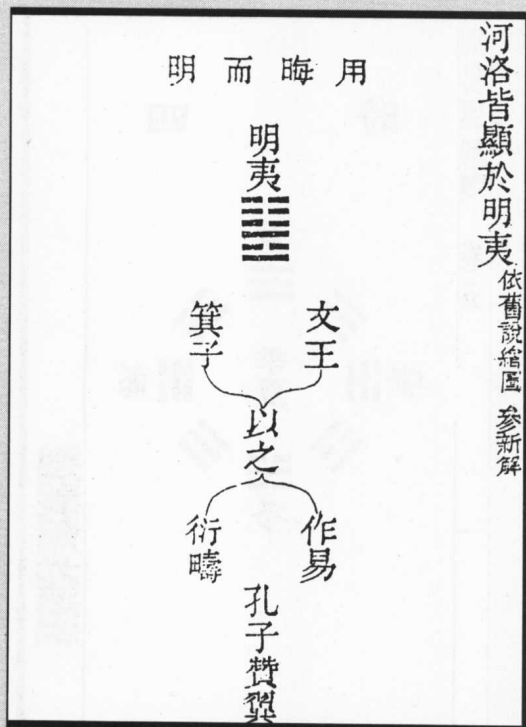 河洛皆顯於明夷
依舊說繪圖 參新解
用晦而明
明夷
文王
箕子
以之
作易
衍疇
孔子贊翼